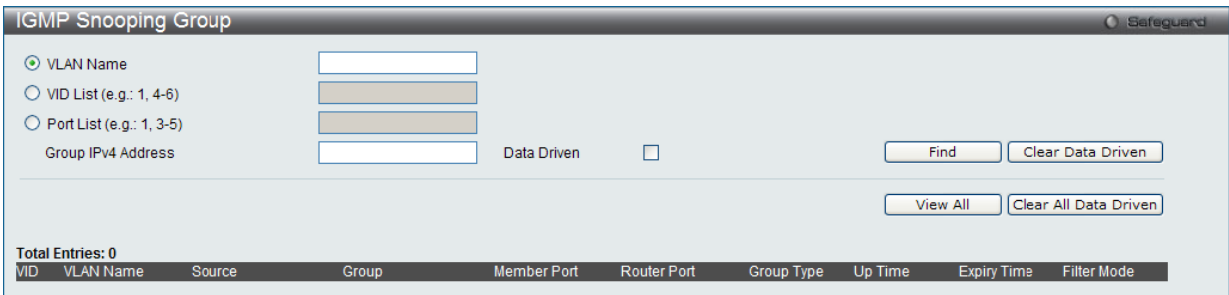 IGMP Snooping Group
Safeguard
VLAN Name
VID List (e.g.: 1, 4-6)
Port List (e.g.: 1, 3-5)
Group IPv4 Address Data Driven Find Clear Data Driven
View All Clear All Data Driven
Total Entries: 0
VID VLAN Name Source Group Member Port Router Port Group Type Up Time Expiry Time Filter Mode